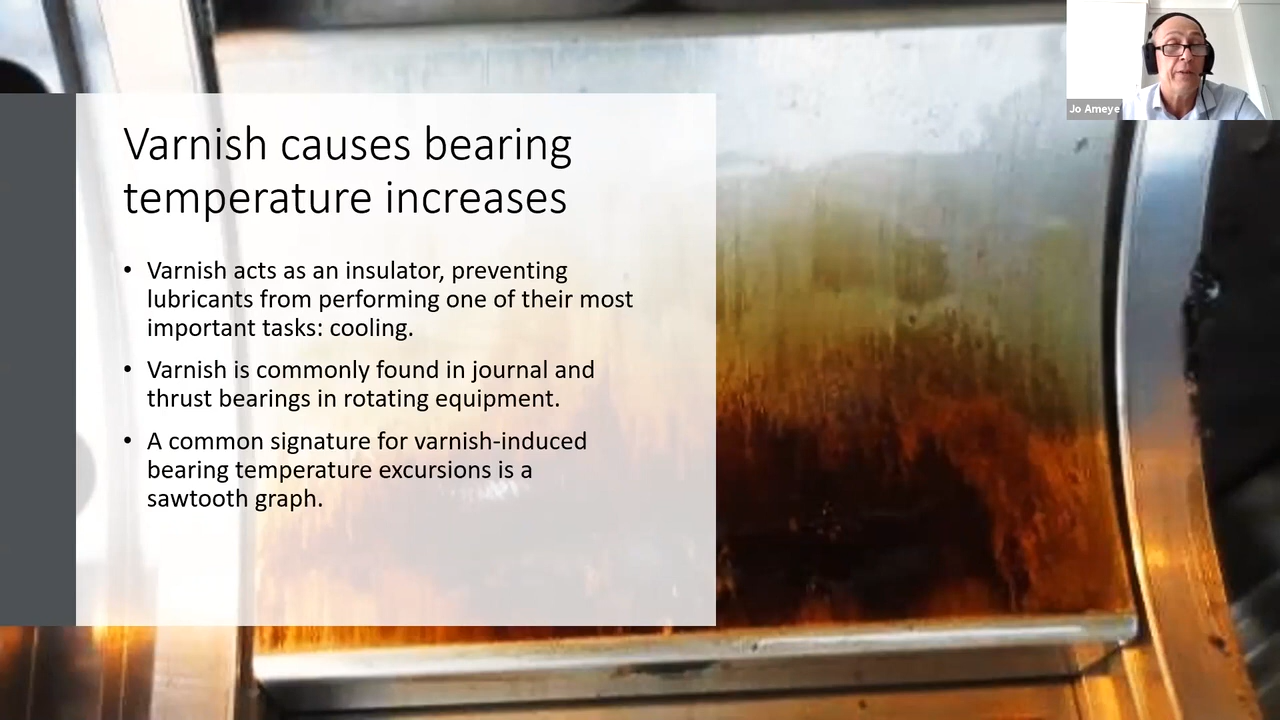 Jo Ameye
Varnish causes bearing
temperature increases
• Varnish acts as an insulator, preventing
lubricants from performing one of their most
important tasks: cooling.
• Varnish is commonly found in journal and
thrust bearings in rotating equipment.
• A common signature for varnish-induced
bearing temperature excursions is a
sawtooth graph.